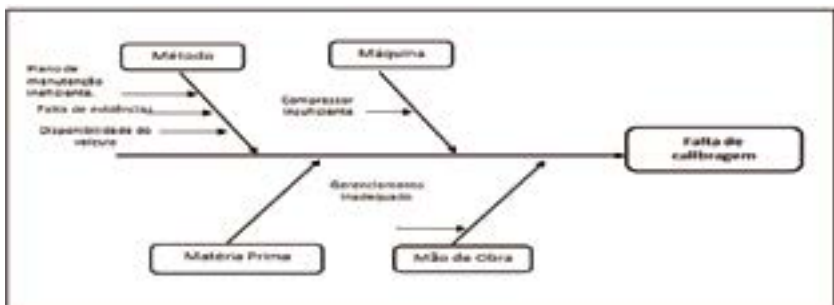 Método
Máquina
Plano de
manutenção
ineficiente.
Falta de evidências
Disponibilidade do
veículo
Compressor
insuficiente
Falta de
calibragem
Gerenciamento
inadequado
Matéria Prima
Mão de Obra